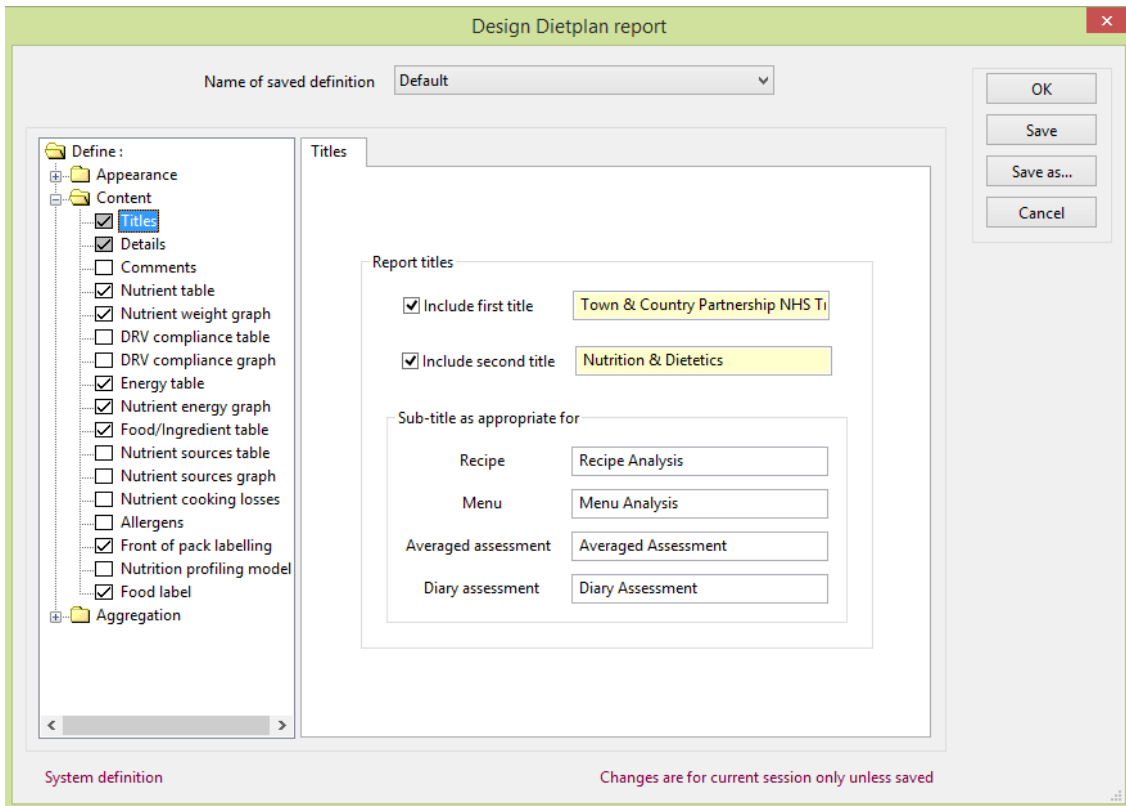 Design Dietplan report
Name of saved definition
Default
OK
Save
Save as...
Cancel
Define :
Appearance
Content
Titles
Details
Comments
Nutrient table
Nutrient weight graph
DRV compliance table
DRV compliance graph
Energy table
Nutrient energy graph
Food/Ingredient table
Nutrient sources table
Nutrient sources graph
Nutrient cooking losses
Allergens
Front of pack labelling
Nutrition profiling model
Food label
Aggregation
Titles
Report titles
Include first title
Town & Country Partnership NHS
Include second title
Nutrition & Dietetics
Sub-title as appropriate for
Recipe
Recipe Analysis
Menu
Menu Analysis
Averaged assessment
Averaged Assessment
Diary assessment
Diary Assessment
System definition
Changes are for current session only unless saved